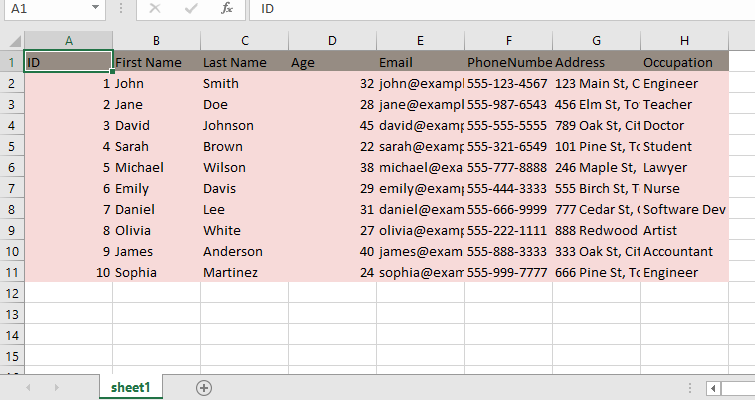 A1 fx ID
A B C D E F G H
1 ID First Name Last Name Age Email PhoneNumbe Address Occupation
2 1 John Smith 32 john@exampl 555-123-4567 123 Main St, C Engineer
3 2 Jane Doe 28 jane@exampl 555-987-6543 456 Elm St, To Teacher
4 3 David Johnson 45 david@examp 555-555-5555 789 Oak St, Cit Doctor
5 4 Sarah Brown 22 sarah@examp 555-321-6549 101 Pine St, To Student
6 5 Michael Wilson 38 michael@exa 555-777-8888 246 Maple St, Lawyer
7 6 Emily Davis 29 emily@examp 555-444-3333 555 Birch St, T Nurse
8 7 Daniel Lee 31 daniel@exam 555-666-9999 777 Cedar St, C Software Dev
9 8 Olivia White 27 olivia@examp 555-222-1111 888 Redwood Artist
10 9 James Anderson 40 james@exam 555-888-3333 333 Oak St, Cit Accountant
11 10 Sophia Martinez 24 sophia@exam 555-999-7777 666 Pine St, To Engineer
12
13
14
15
sheet1